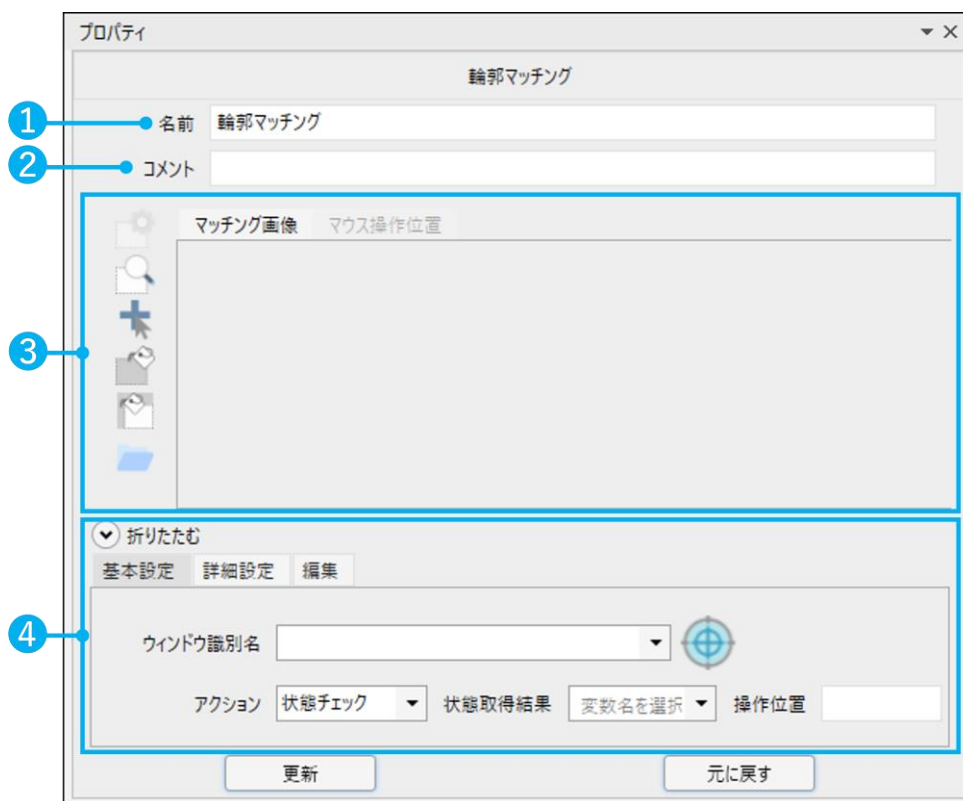 プロパティ
輪郭マッチング
1 名前 輪郭マッチング
2 コメント
マッチング画像 マウス操作位置
3
折りたたむ
基本設定 詳細設定 編集
4 ウィンドウ識別名
アクション 状態チェック 状態取得結果 変数名を選択 操作位置
更新 元に戻す